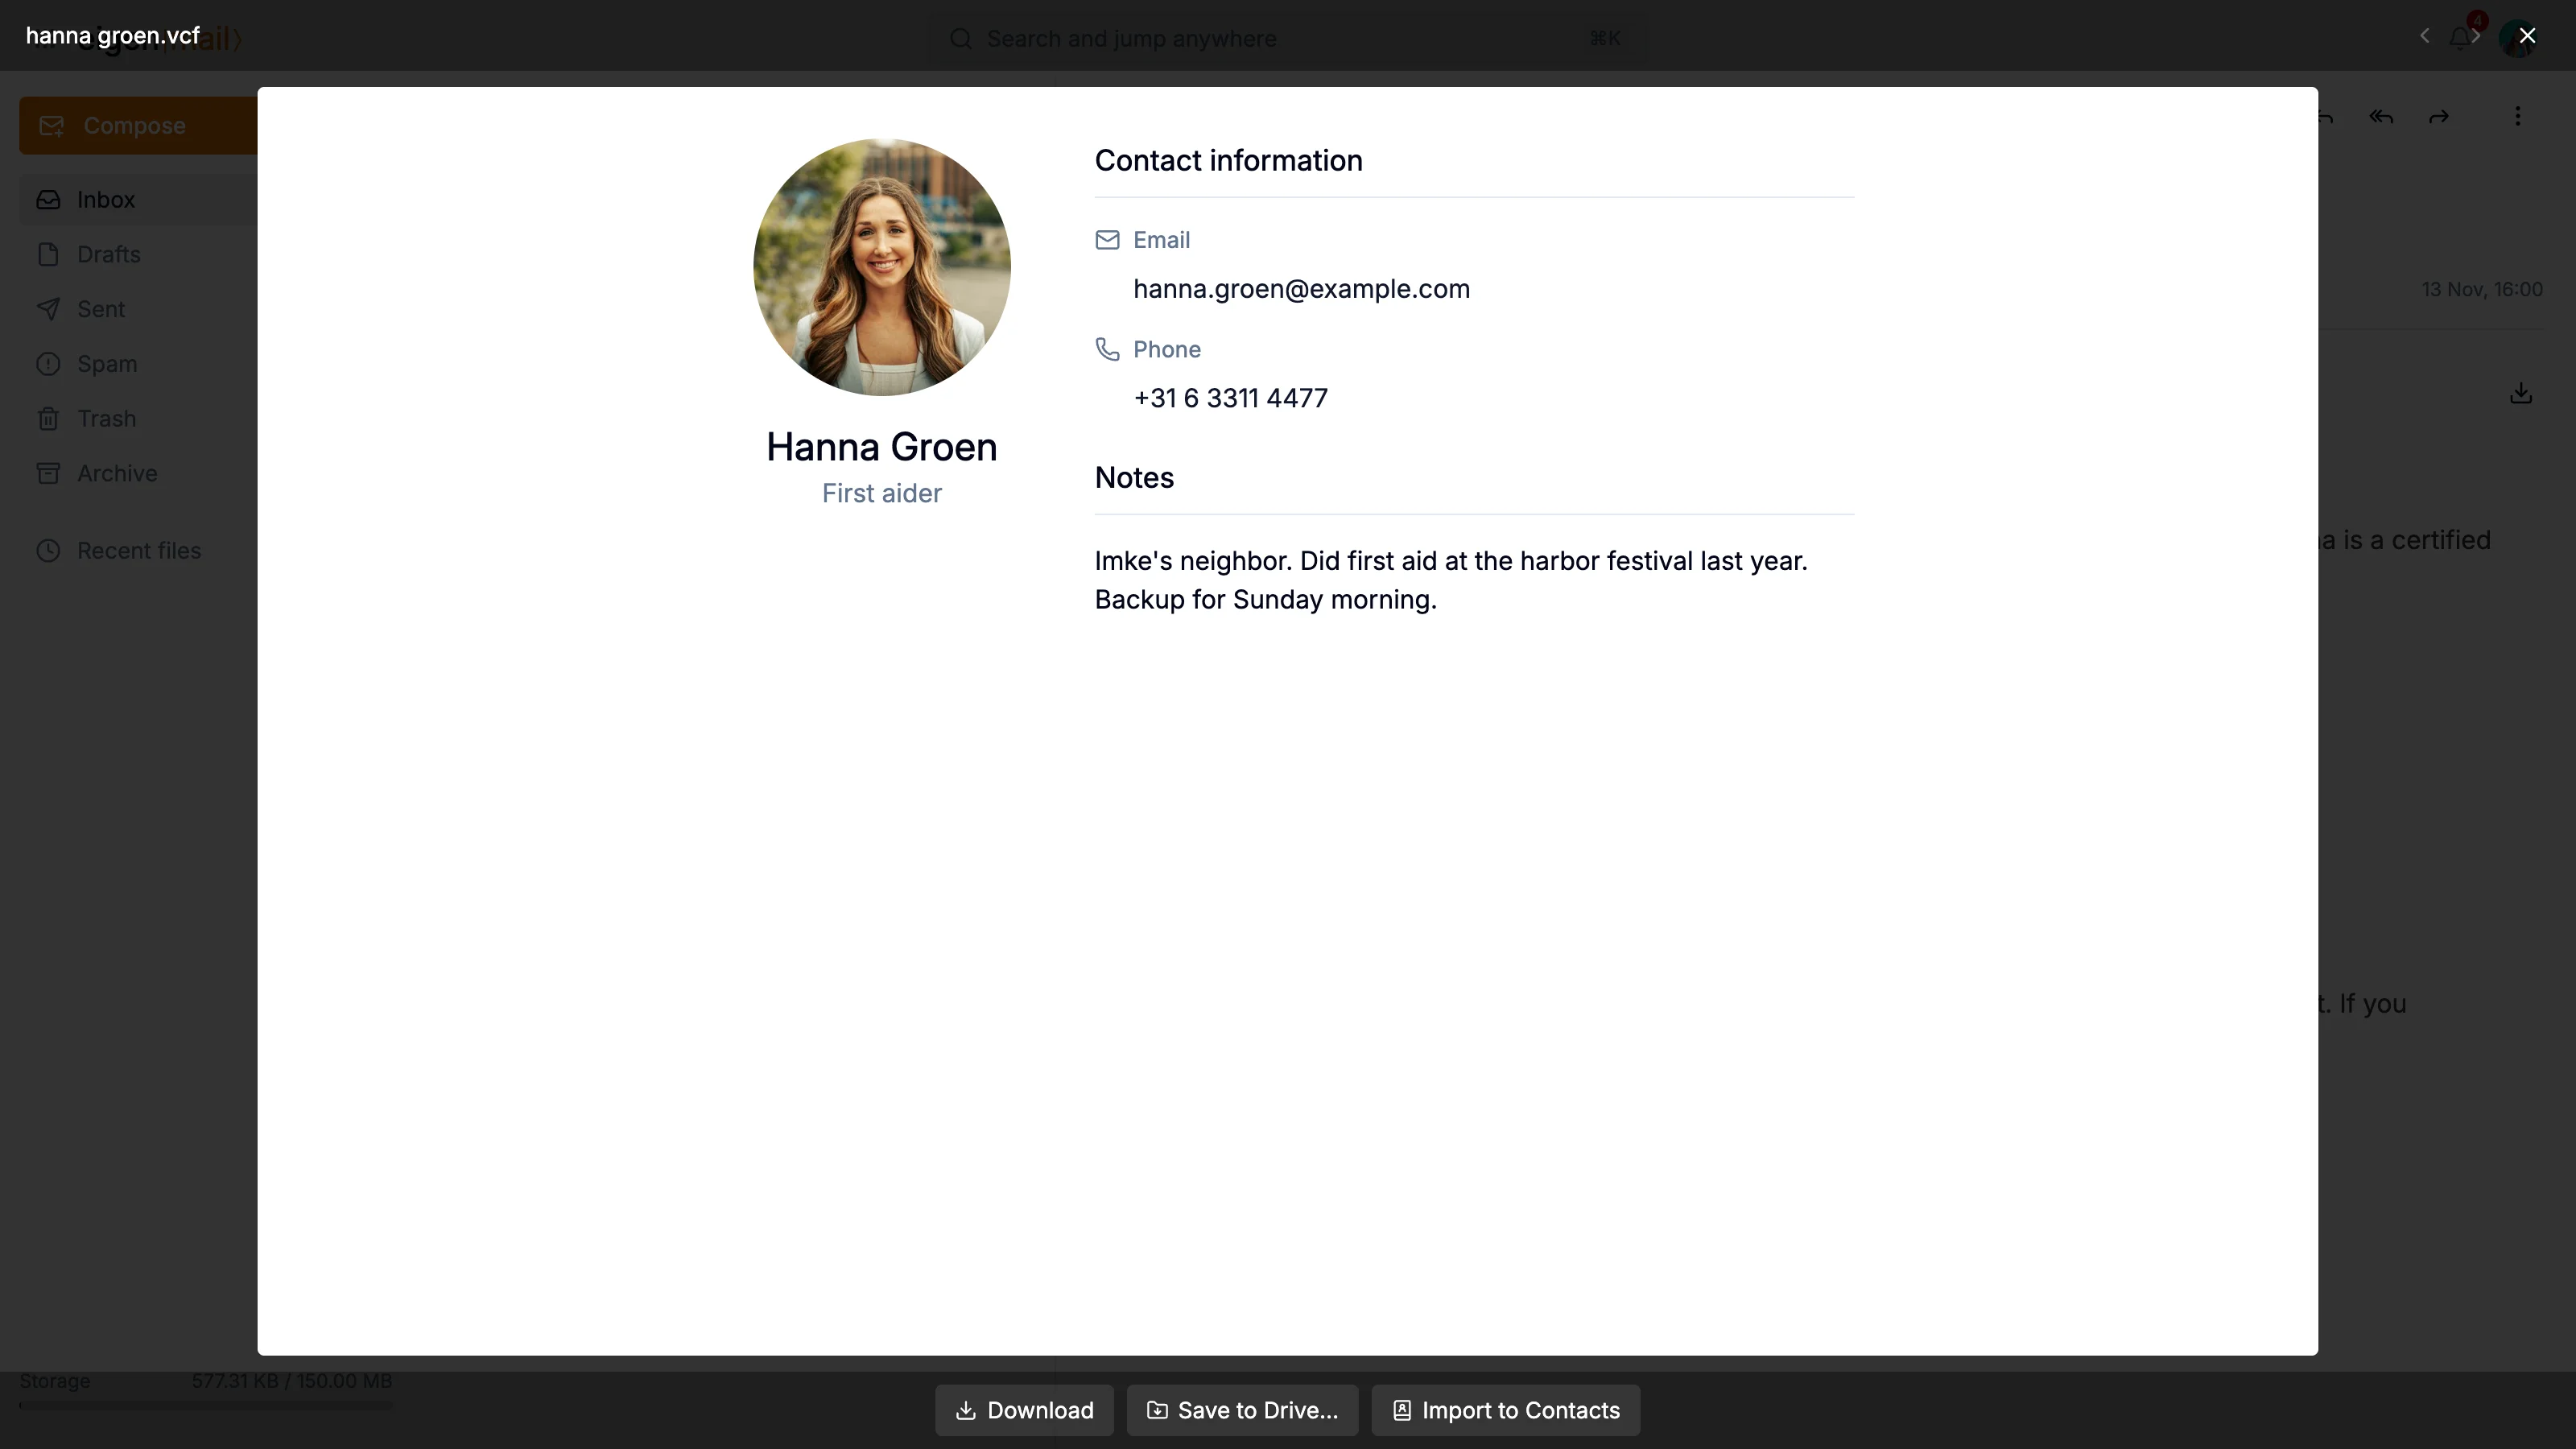 hanna groen.vcf
Search and jump anywhere
⌘K
4
Compose
Inbox
Drafts
Sent
Spam
Trash
Archive
Recent files
Hanna Groen
First aider
Contact information
Email
hanna.groen@example.com
Phone
+31 6 3311 4477
Notes
Imke's neighbor. Did first aid at the harbor festival last year.
Backup for Sunday morning.
13 Nov, 16:00
is a certified
. If you
Storage
577.31 KB / 150.00 MB
Download
Save to Drive...
Import to Contacts